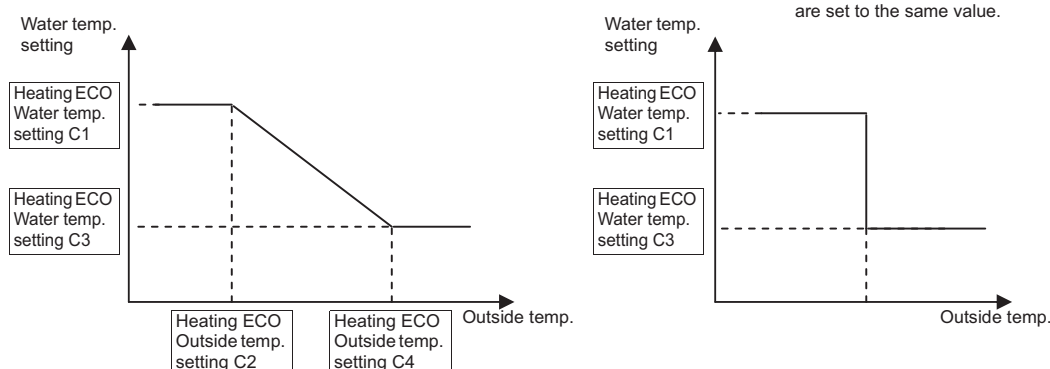 Water temp.
setting
Heating ECO
Water temp.
setting C1
Heating ECO
Water temp.
setting C3
Heating ECO
Outside temp.
setting C2
Heating ECO
Outside temp.
setting C4
Outside temp.
are set to the same value.
Water temp.
setting
Heating ECO
Water temp.
setting C1
Heating ECO
Water temp.
setting C3
Outside temp.